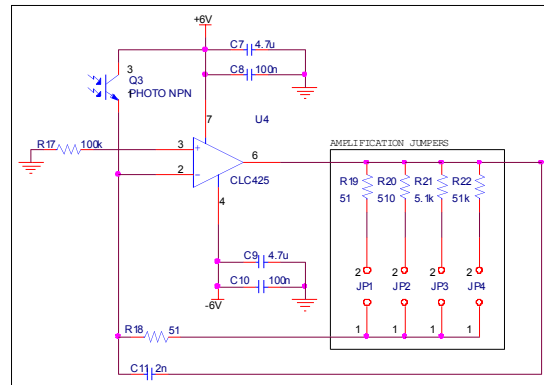 +6V
C7 4.7u
C8 100n
3
Q3
1
PHOTO NPN
7
U4
R17 100k
3
+
6
2
-
CLC425
4
AMPLIFICATION JUMPERS
R19 R20 R21 R22
51 510 5.1k 51k
C9 4.7u
C10 100n
-6V
2 2 2 2
JP1 JP2 JP3 JP4
1 1 1 1
R18 51
C11 2n